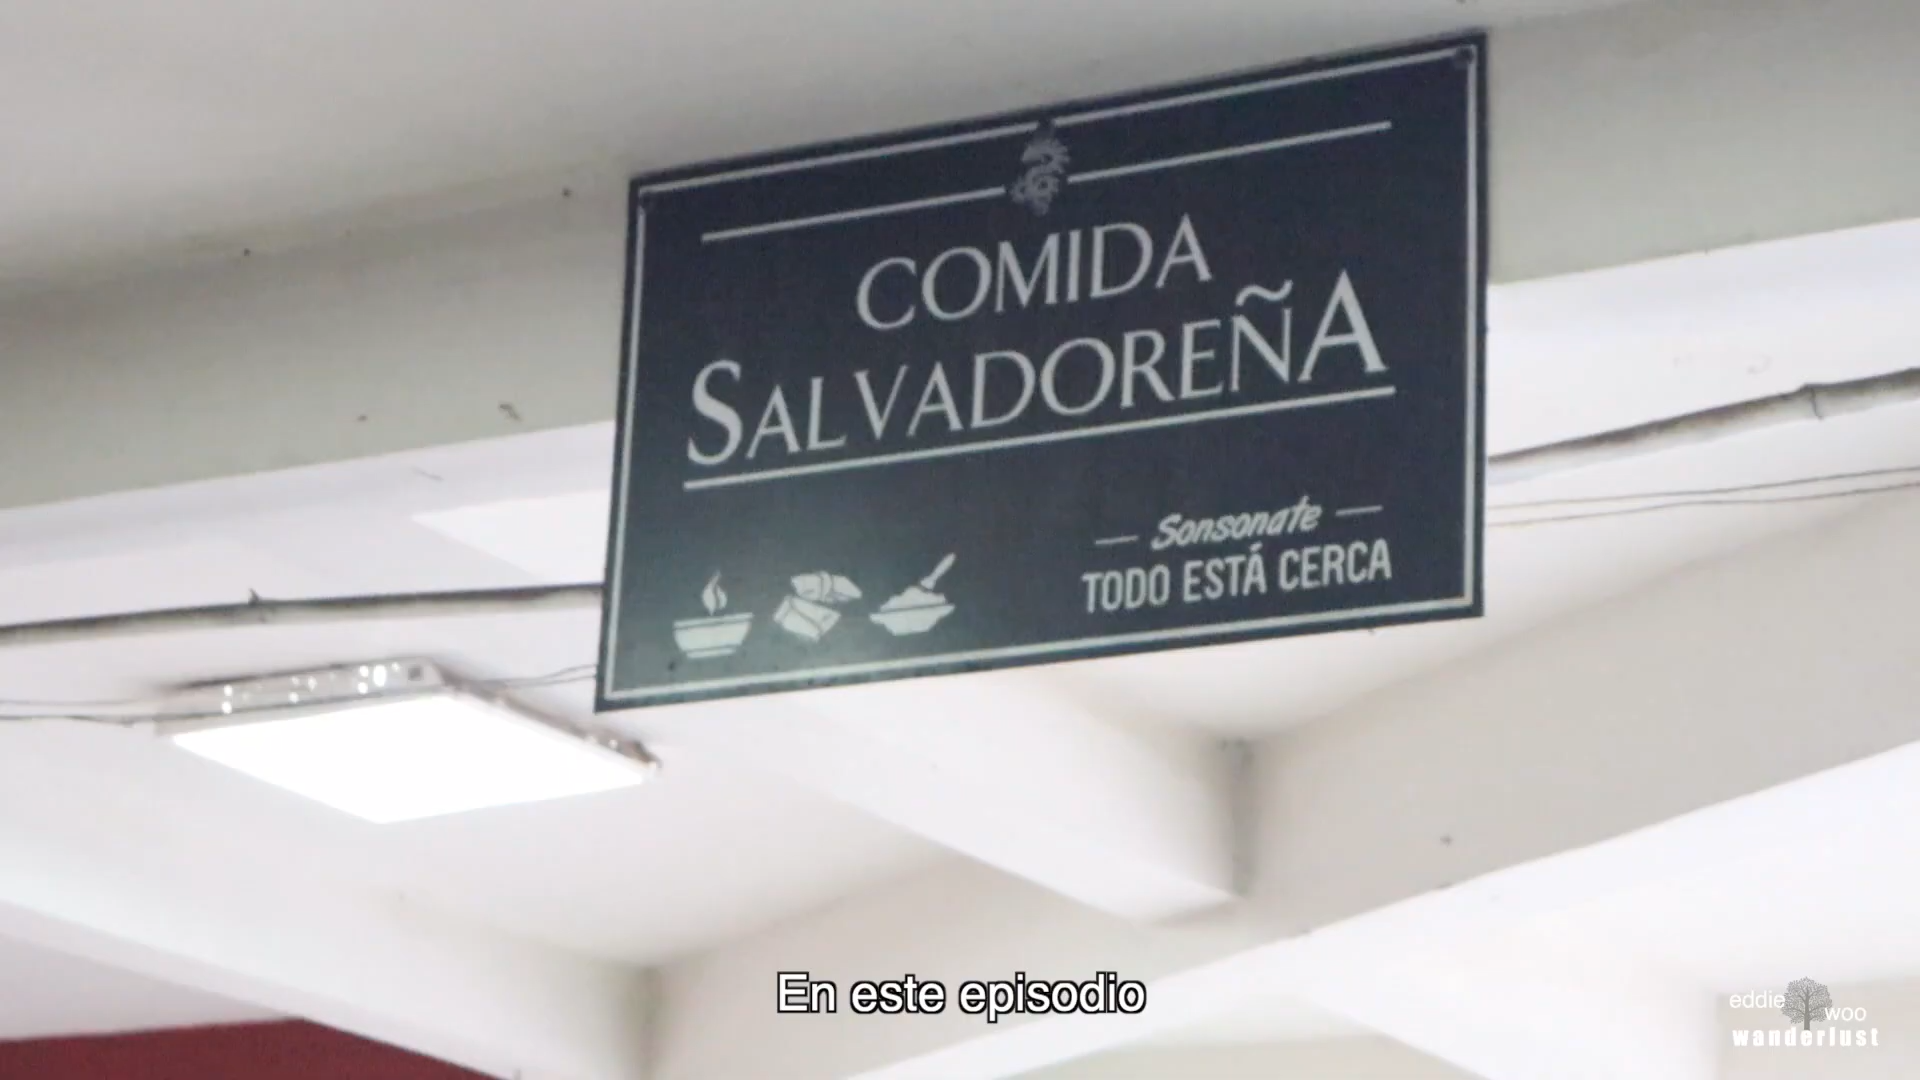 COMIDA
SALVADOREÑA
Sonsonate
TODO ESTÁ CERCA
En este episodio
eddie
woo
wanderlust